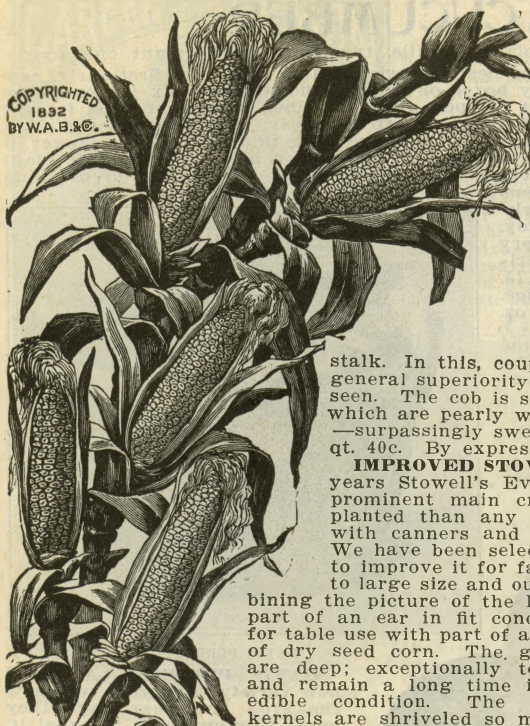 COPYRIGHTED
1892
BY W.A.B.&Co.
stalk. In this, coup
general superiority
seen. The cob is s
which are pearly w
—surpassingly swe
qt. 40c. By expres
IMPROVED STOW
years Stowell's Ev
prominent main cr
planted than any
with canners and
We have been selec
to improve it for fa
to large size and ou
bining the picture of the
part of an ear in fit cond
for table use with part of a
of dry seed corn. The g
are deep; exceptionally t
and remain a long time i
edible condition. The
kernels are shriveled so